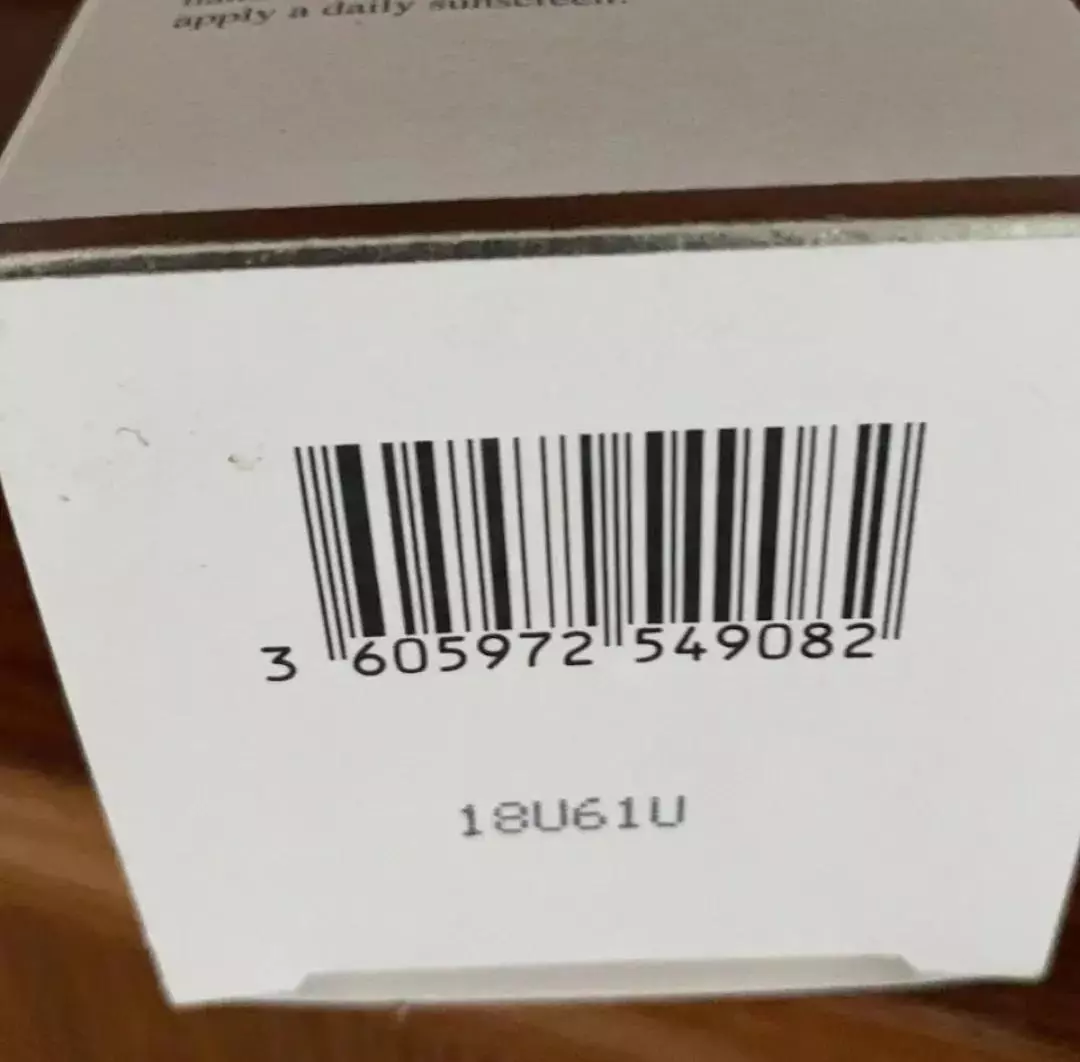 apply a daily sunscreen.
3 605972 549082
18U61U